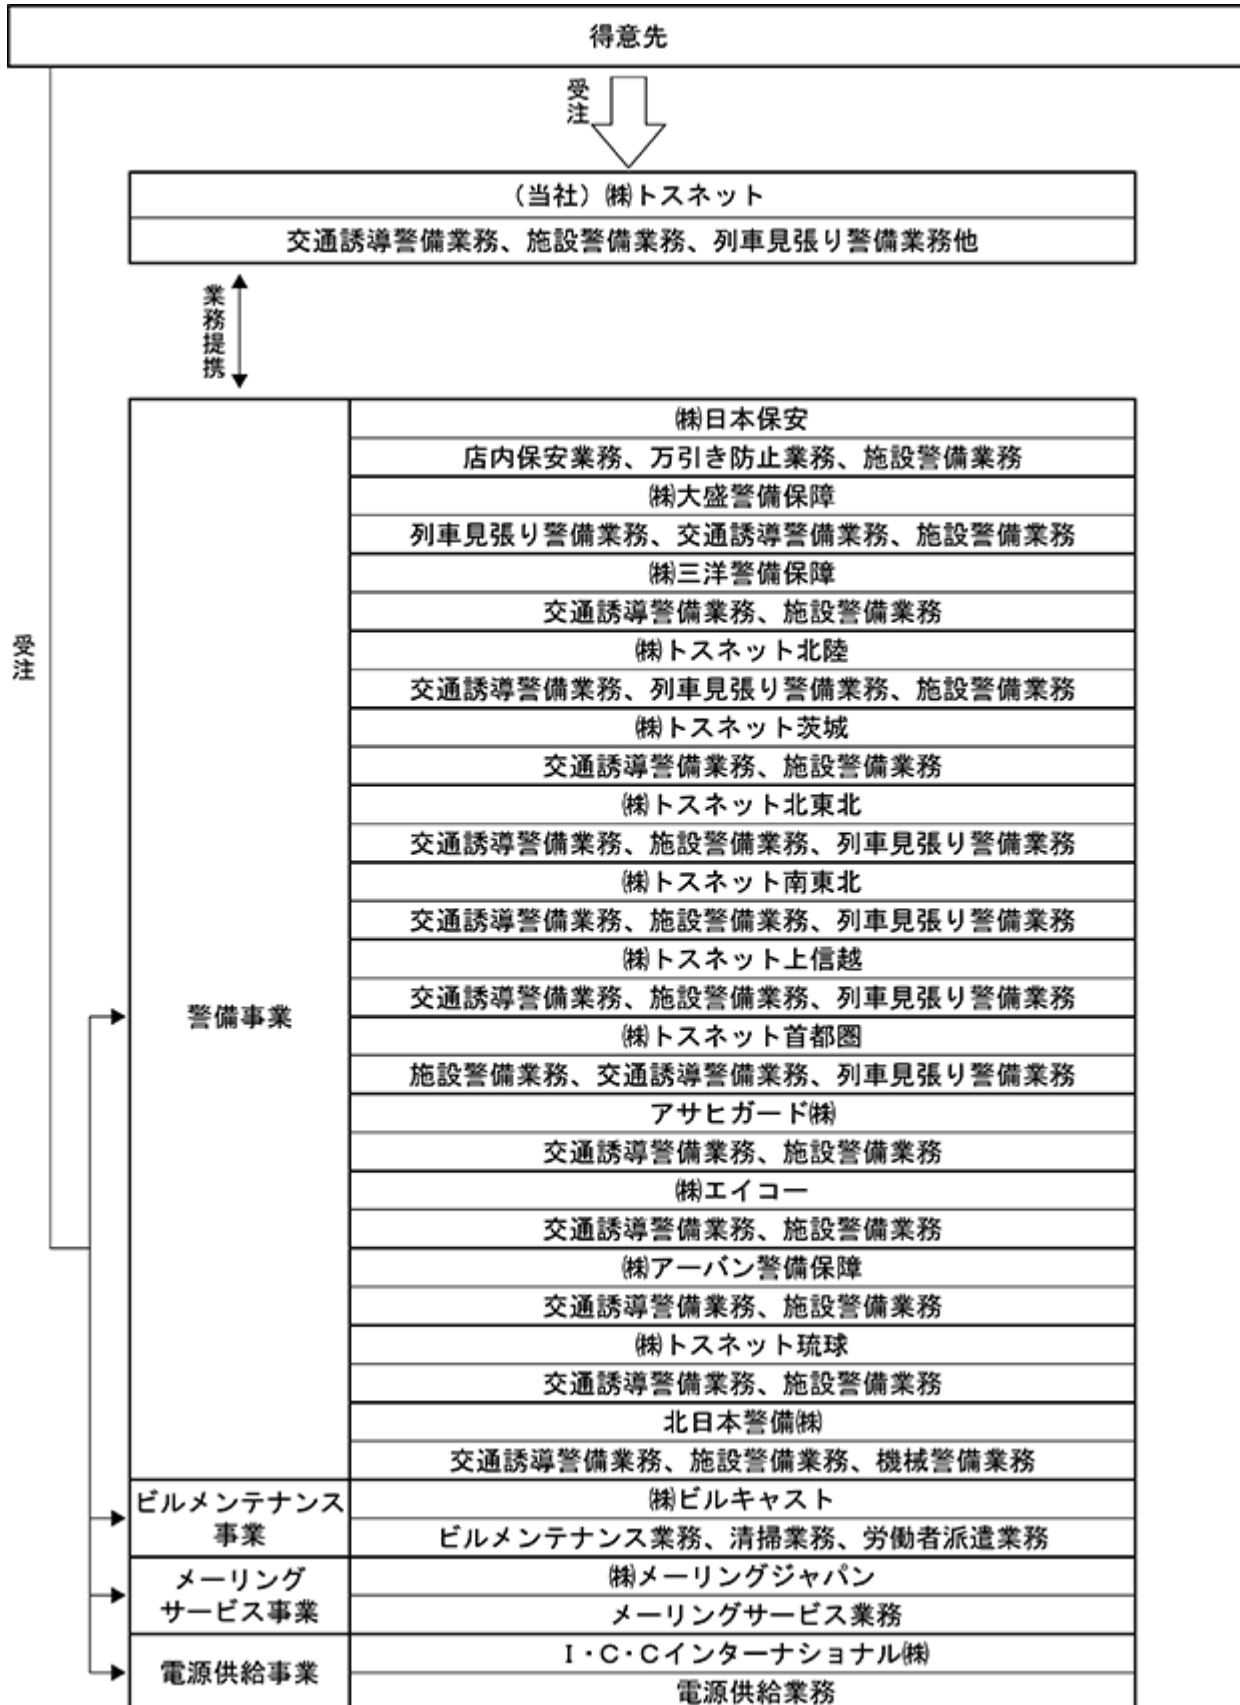 得意先
受注
（当社）㈱トスネット
交通誘導警備業務、施設警備業務、列車見張り警備業務他
業務提携
受注
警備事業
㈱日本保安
店内保安業務、万引き防止業務、施設警備業務
㈱大盛警備保障
列車見張り警備業務、交通誘導警備業務、施設警備業務
㈱三洋警備保障
交通誘導警備業務、施設警備業務
㈱トスネット北陸
交通誘導警備業務、列車見張り警備業務、施設警備業務
㈱トスネット茨城
交通誘導警備業務、施設警備業務
㈱トスネット北東北
交通誘導警備業務、施設警備業務、列車見張り警備業務
㈱トスネット南東北
交通誘導警備業務、施設警備業務、列車見張り警備業務
㈱トスネット上信越
交通誘導警備業務、施設警備業務、列車見張り警備業務
㈱トスネット首都圏
施設警備業務、交通誘導警備業務、列車見張り警備業務
アサヒガード㈱
交通誘導警備業務、施設警備業務
㈱エイコー
交通誘導警備業務、施設警備業務
㈱アーバン警備保障
交通誘導警備業務、施設警備業務
㈱トスネット琉球
交通誘導警備業務、施設警備業務
北日本警備㈱
交通誘導警備業務、施設警備業務、機械警備業務
ビルメンテナンス
事業
㈱ビルキャスト
ビルメンテナンス業務、清掃業務、労働者派遣業務
メーリング
サービス事業
㈱メーリングジャパン
メーリングサービス業務
電源供給事業
Ｉ・Ｃ・Ｃインターナショナル㈱
電源供給業務